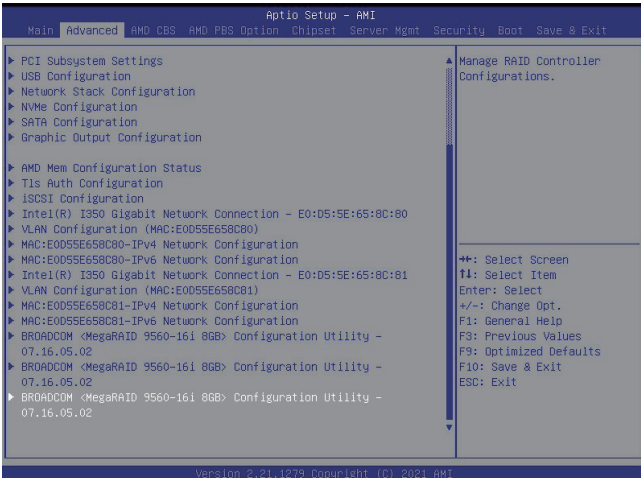 Aptio Setup – AMI
Main Advanced AMD CBS AMD PBS Option Chipset Server Mgmt Security Boot Save & Exit
PCI Subsystem Settings
USB Configuration
Network Stack Configuration
NVMe Configuration
SATA Configuration
Graphic Output Configuration
AMD Mem Configuration Status
Tls Auth Configuration
iSCSI Configuration
Intel(R) I350 Gigabit Network Connection – E0:D5:5E:65:8C:80
VLAN Configuration (MAC:E0D55E658C80)
MAC:E0D55E658C80-IPv4 Network Configuration
MAC:E0D55E658C80-IPv6 Network Configuration
Intel(R) I350 Gigabit Network Connection – E0:D5:5E:65:8C:81
VLAN Configuration (MAC:E0D55E658C81)
MAC:E0D55E658C81-IPv4 Network Configuration
MAC:E0D55E658C81-IPv6 Network Configuration
BROADCOM <MegaRAID 9560-16i 8GB> Configuration Utility –
07.16.05.02
BROADCOM <MegaRAID 9560-16i 8GB> Configuration Utility –
07.16.05.02
BROADCOM <MegaRAID 9560-16i 8GB> Configuration Utility –
07.16.05.02
Manage RAID Controller
Configurations.
→←: Select Screen
↑↓: Select Item
Enter: Select
+/-: Change Opt.
F1: General Help
F3: Previous Values
F9: Optimized Defaults
F10: Save & Exit
ESC: Exit
Version 2.21.1279 Copyright (C) 2021 AMI